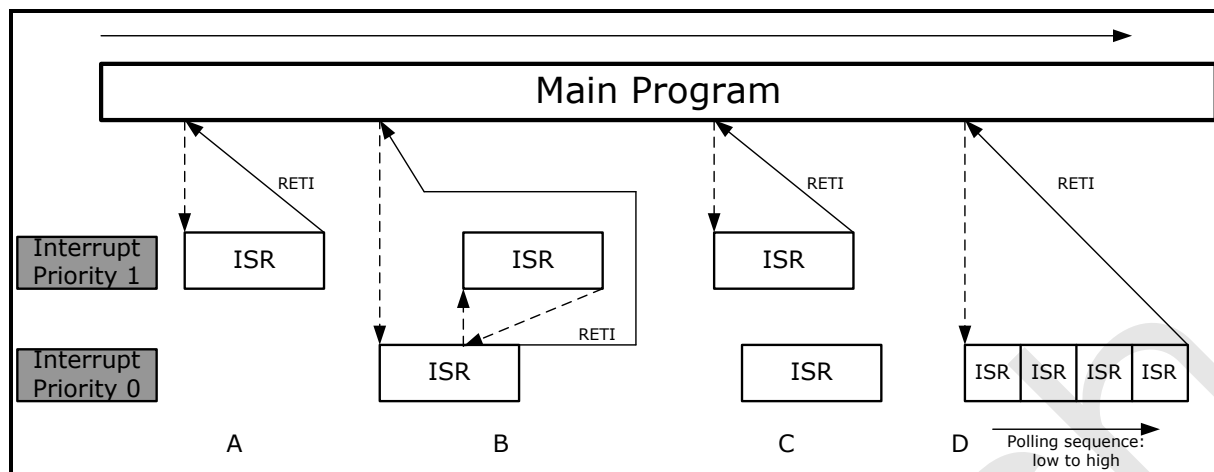 Main Program
RETI
RETI
RETI
RETI
Interrupt
Priority 1
ISR
ISR
ISR
Interrupt
Priority 0
ISR
ISR
ISR ISR ISR ISR
A
B
C
D
Polling sequence:
low to high